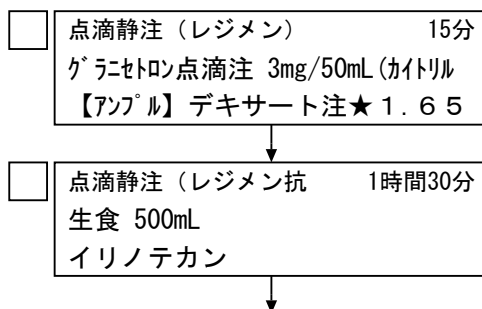 点滴静注（レジメン） 15分
グラニセトロン点滴注 3mg/50mL(カイトリル
【アンプル】デキサート注★１.６５
点滴静注（レジメン抗 1時間30分
生食 500mL
イリノテカン